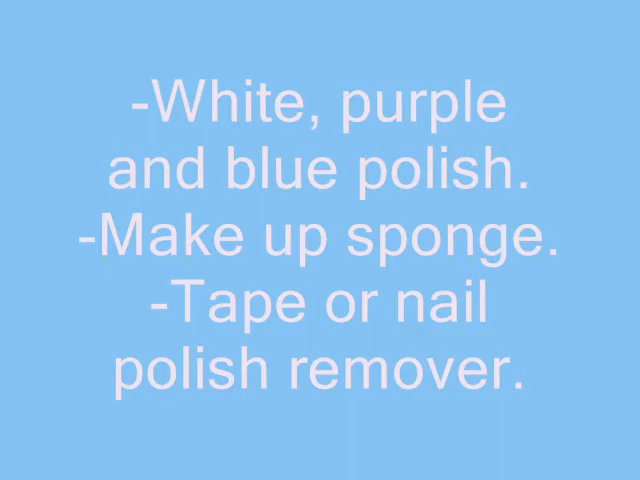 -White, purple
and blue polish.
-Make up sponge.
-Tape or nail
polish remover.